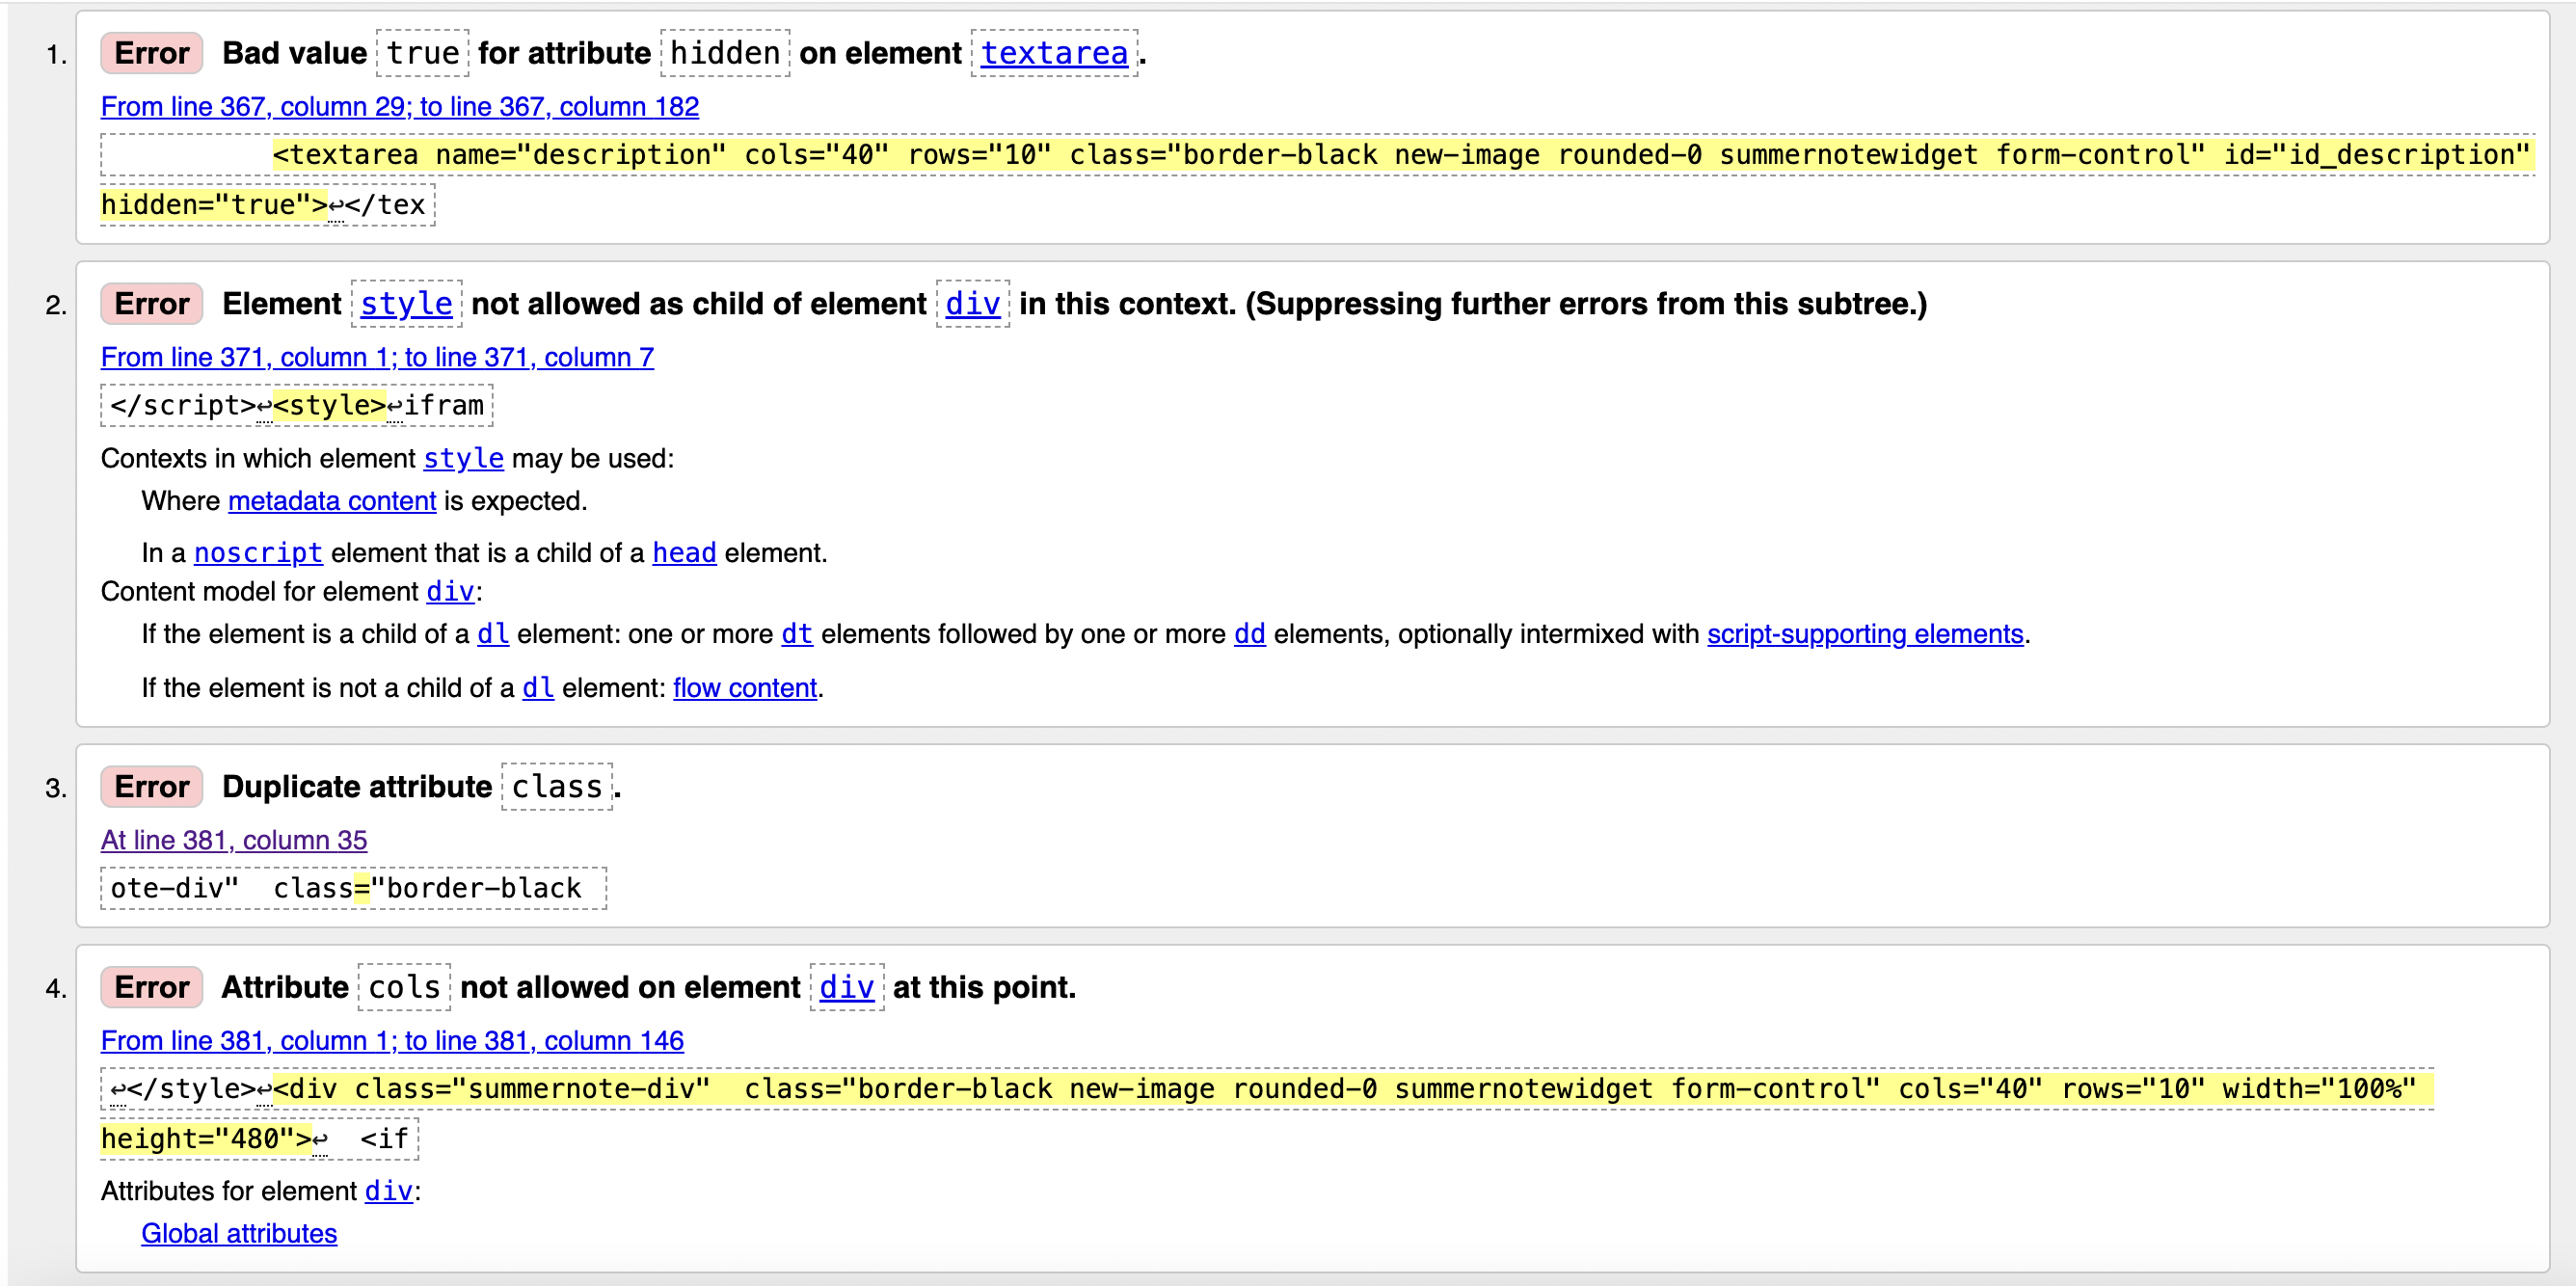 1. Error Bad value true for attribute hidden on element textarea.
From line 367, column 29; to line 367, column 182
<textarea name="description" cols="40" rows="10" class="border-black new-image rounded-0 summernotewidget form-control" id="id_description"
hidden="true">↩</tex
2. Error Element style not allowed as child of element div in this context. (Suppressing further errors from this subtree.)
From line 371, column 1; to line 371, column 7
</script>↩<style>↩ifram
Contexts in which element style may be used:
Where metadata content is expected.
In a noscript element that is a child of a head element.
Content model for element div:
If the element is a child of a dl element: one or more dt elements followed by one or more dd elements, optionally intermixed with script-supporting elements.
If the element is not a child of a dl element: flow content.
3. Error Duplicate attribute class.
At line 381, column 35
ote-div"  class="border-black
4. Error Attribute cols not allowed on element div at this point.
From line 381, column 1; to line 381, column 146
↩</style>↩<div class="summernote-div"  class="border-black new-image rounded-0 summernotewidget form-control" cols="40" rows="10" width="100%"
height="480">↩  <if
Attributes for element div:
Global attributes